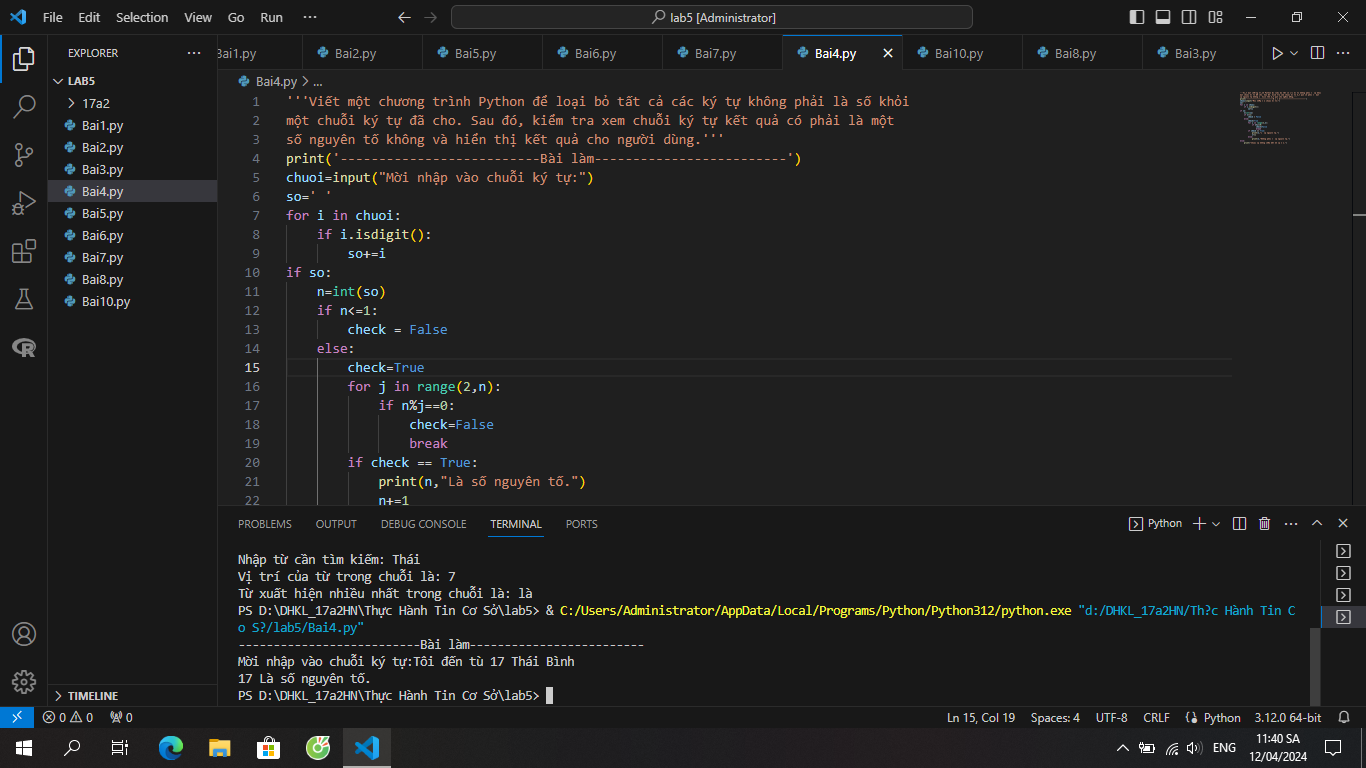 File Edit Selection View Go Run ··· lab5 [Administrator]
EXPLORER ···
LAB5
17a2
Bai1.py
Bai2.py
Bai3.py
Bai4.py
Bai5.py
Bai6.py
Bai7.py
Bai8.py
Bai10.py
TIMELINE
Bai1.py Bai2.py Bai5.py Bai6.py Bai7.py Bai4.py Bai10.py Bai8.py Bai3.py
Bai4.py > ...
1 '''Viết một chương trình Python để loại bỏ tất cả các ký tự không phải là số khỏi
2 một chuỗi ký tự đã cho. Sau đó, kiểm tra xem chuỗi ký tự kết quả có phải là một
3 số nguyên tố không và hiển thị kết quả cho người dùng.'''
4 print('--------------------------Bài làm-------------------------')
5 chuoi=input("Mời nhập vào chuỗi ký tự:")
6 so=' '
7 for i in chuoi:
8 if i.isdigit():
9 so+=i
10 if so:
11 n=int(so)
12 if n<=1:
13 check = False
14 else:
15 check=True
16 for j in range(2,n):
17 if n%j==0:
18 check=False
19 break
20 if check == True:
21 print(n,"Là số nguyên tố.")
22 n+=1
PROBLEMS OUTPUT DEBUG CONSOLE TERMINAL PORTS Python
Nhập từ cần tìm kiếm: Thái
Vị trí của từ trong chuỗi là: 7
Từ xuất hiện nhiều nhất trong chuỗi là: là
PS D:\DHKL_17a2HN\Thực Hành Tin Cơ Sở\lab5> & C:/Users/Administrator/AppData/Local/Programs/Python/Python312/python.exe "d:/DHKL_17a2HN/Th?c Hành Tin C
o S?/lab5/Bai4.py"
--------------------------Bài làm-------------------------
Mời nhập vào chuỗi ký tự:Tôi đến từ 17 Thái Bình
17 Là số nguyên tố.
PS D:\DHKL_17a2HN\Thực Hành Tin Cơ Sở\lab5>
0 0 0 Ln 15, Col 19 Spaces: 4 UTF-8 CRLF Python 3.12.0 64-bit
ENG 11:40 SA
12/04/2024